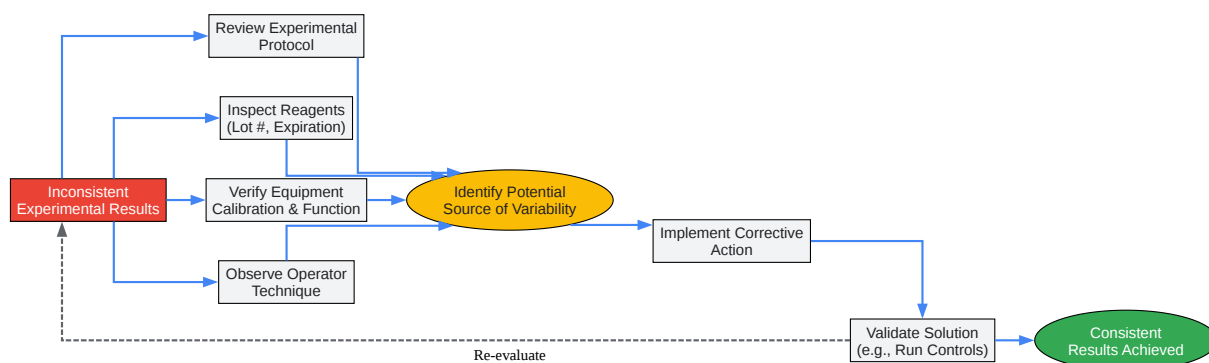 Review Experimental
Protocol
Inspect Reagents
(Lot #, Expiration)
Inconsistent
Experimental Results
Verify Equipment
Calibration & Function
Identify Potential
Source of Variability
Observe Operator
Technique
Implement Corrective
Action
Validate Solution
(e.g., Run Controls)
Consistent
Results Achieved
Re-evaluate